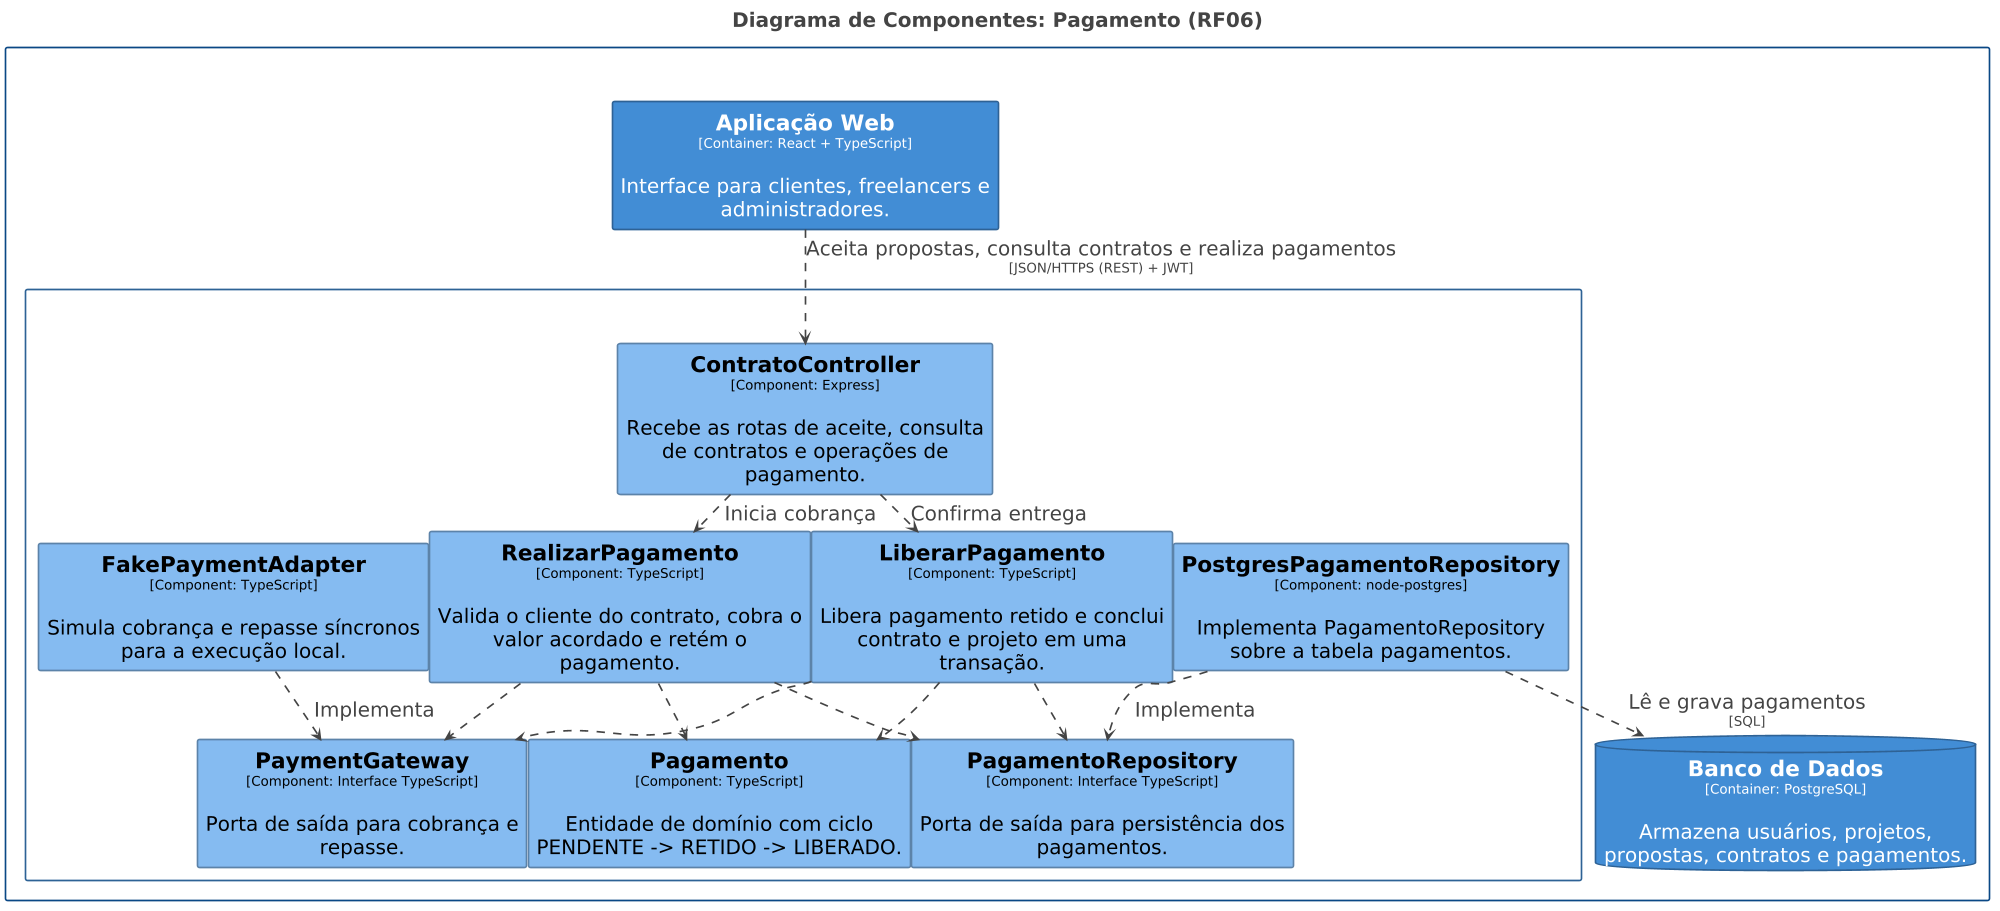 Diagrama de Componentes: Pagamento (RF06)
Aplicação Web
[Container: React + TypeScript]
Interface para clientes, freelancers e
administradores.
Aceita propostas, consulta contratos e realiza pagamentos
[JSON/HTTPS (REST) + JWT]
ContratoController
[Component: Express]
Recebe as rotas de aceite, consulta
de contratos e operações de
pagamento.
Inicia cobrança
Confirma entrega
FakePaymentAdapter
[Component: TypeScript]
Simula cobrança e repasse síncronos
para a execução local.
RealizarPagamento
[Component: TypeScript]
Valida o cliente do contrato, cobra o
valor acordado e retém o
pagamento.
LiberarPagamento
[Component: TypeScript]
Libera pagamento retido e conclui
contrato e projeto em uma
transação.
PostgresPagamentoRepository
[Component: node-postgres]
Implementa PagamentoRepository
sobre a tabela pagamentos.
Implementa
Implementa
Lê e grava pagamentos
[SQL]
PaymentGateway
[Component: Interface TypeScript]
Porta de saída para cobrança e
repasse.
Pagamento
[Component: TypeScript]
Entidade de domínio com ciclo
PENDENTE -> RETIDO -> LIBERADO.
PagamentoRepository
[Component: Interface TypeScript]
Porta de saída para persistência dos
pagamentos.
Banco de Dados
[Container: PostgreSQL]
Armazena usuários, projetos,
propostas, contratos e pagamentos.